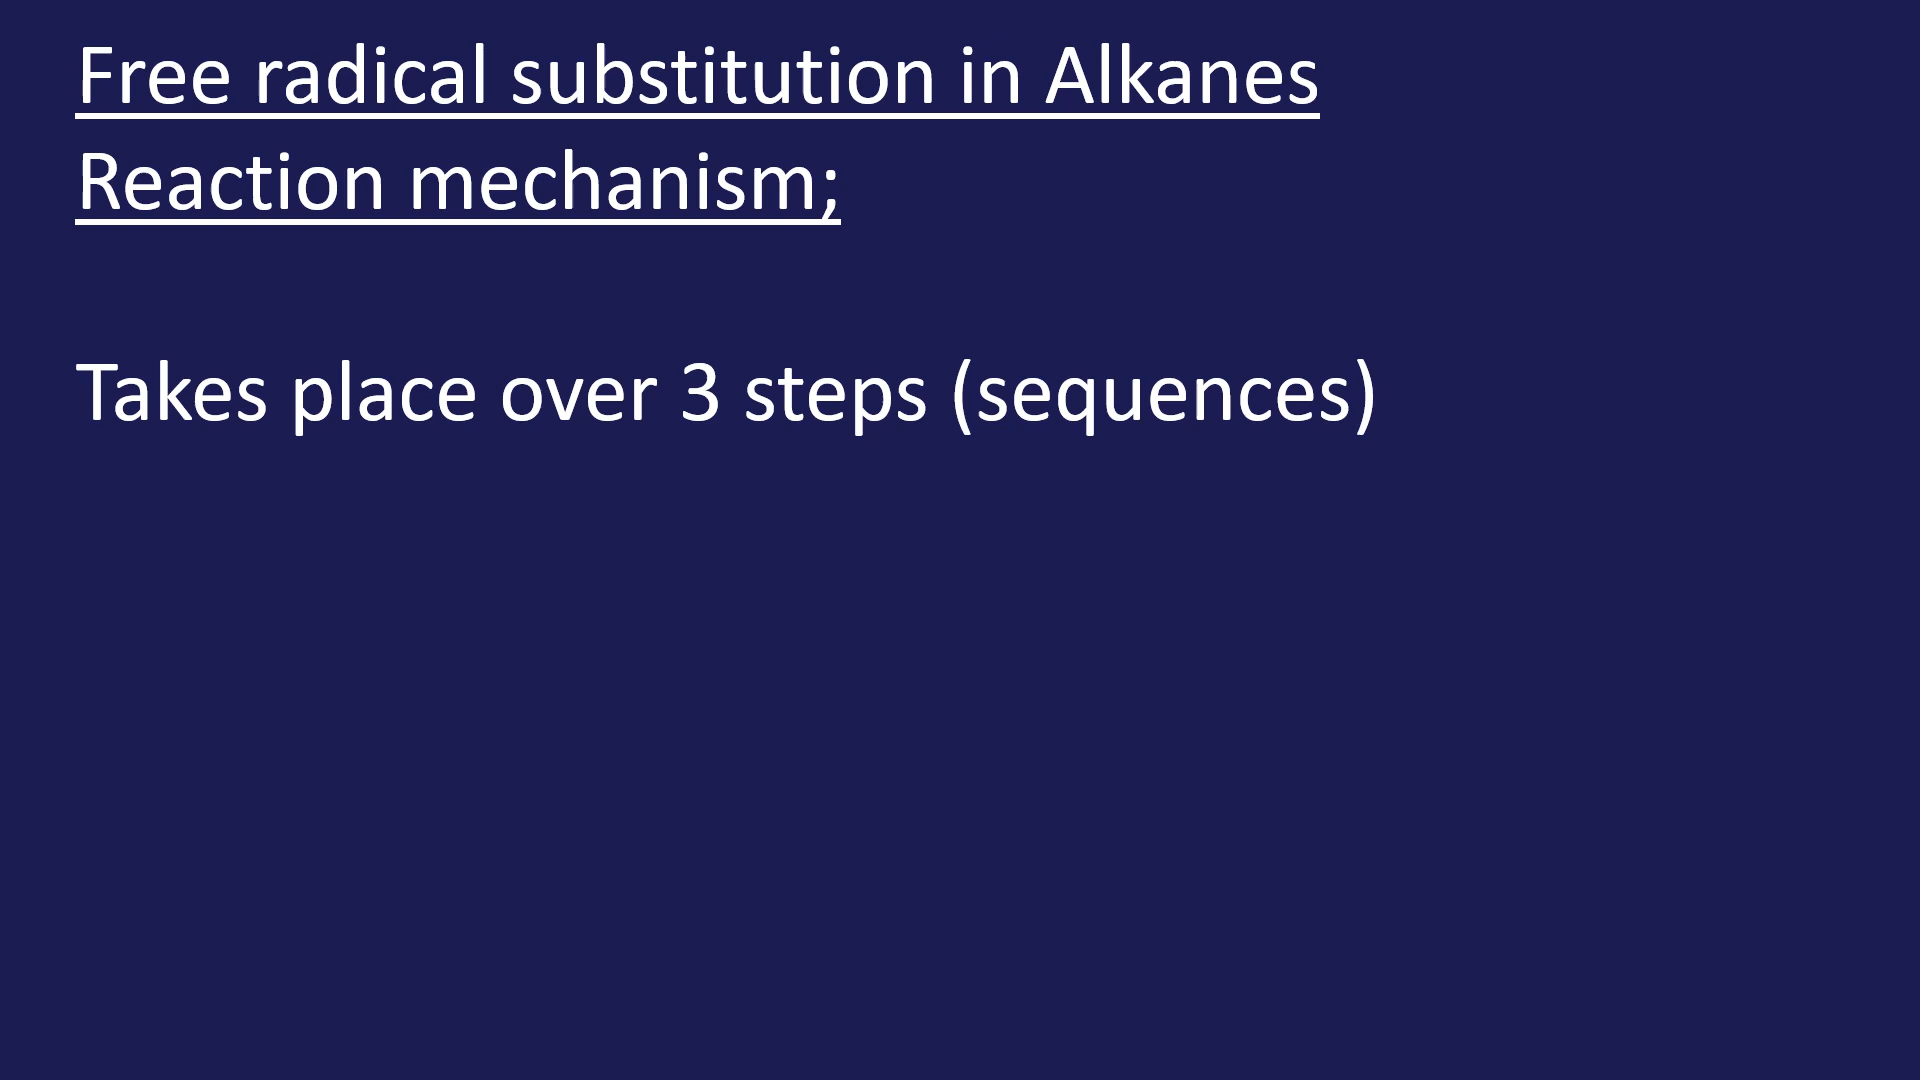 Free radical substitution in Alkanes
Reaction mechanism;
Takes place over 3 steps (sequences)